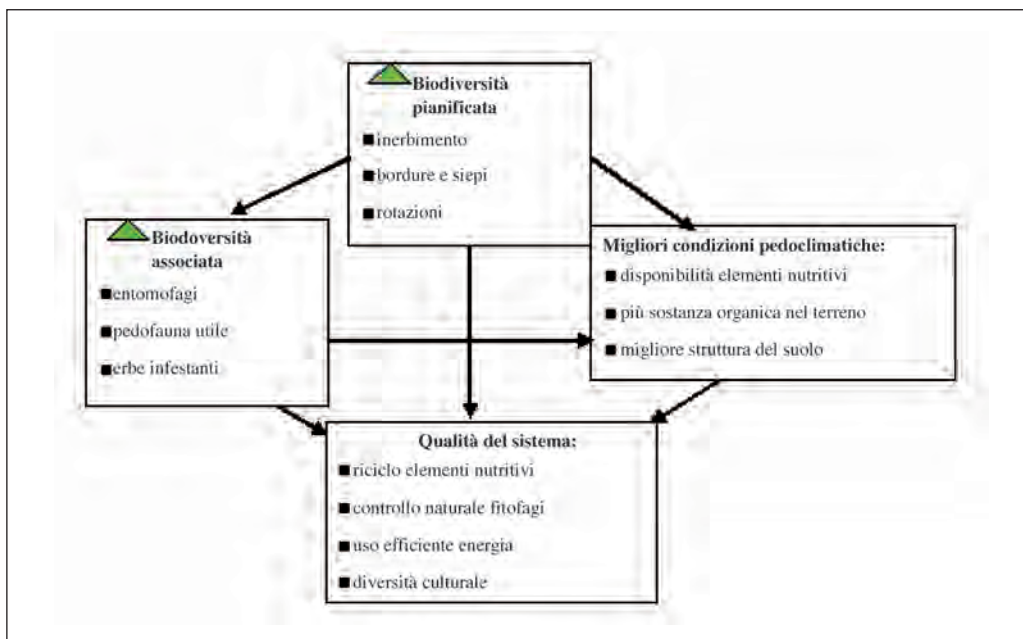 Biodiversità
pianificata
■inerbimento
■bordure e siepi
■rotazioni
Biodoversità
associata
■entomofagi
■pedofauna utile
■erbe infestanti
Migliori condizioni pedoclimatiche:
■disponibilità elementi nutritivi
■più sostanza organica nel terreno
■migliore struttura del suolo
Qualità del sistema:
■riciclo elementi nutritivi
■controllo naturale fitofagi
■uso efficiente energia
■diversità culturale